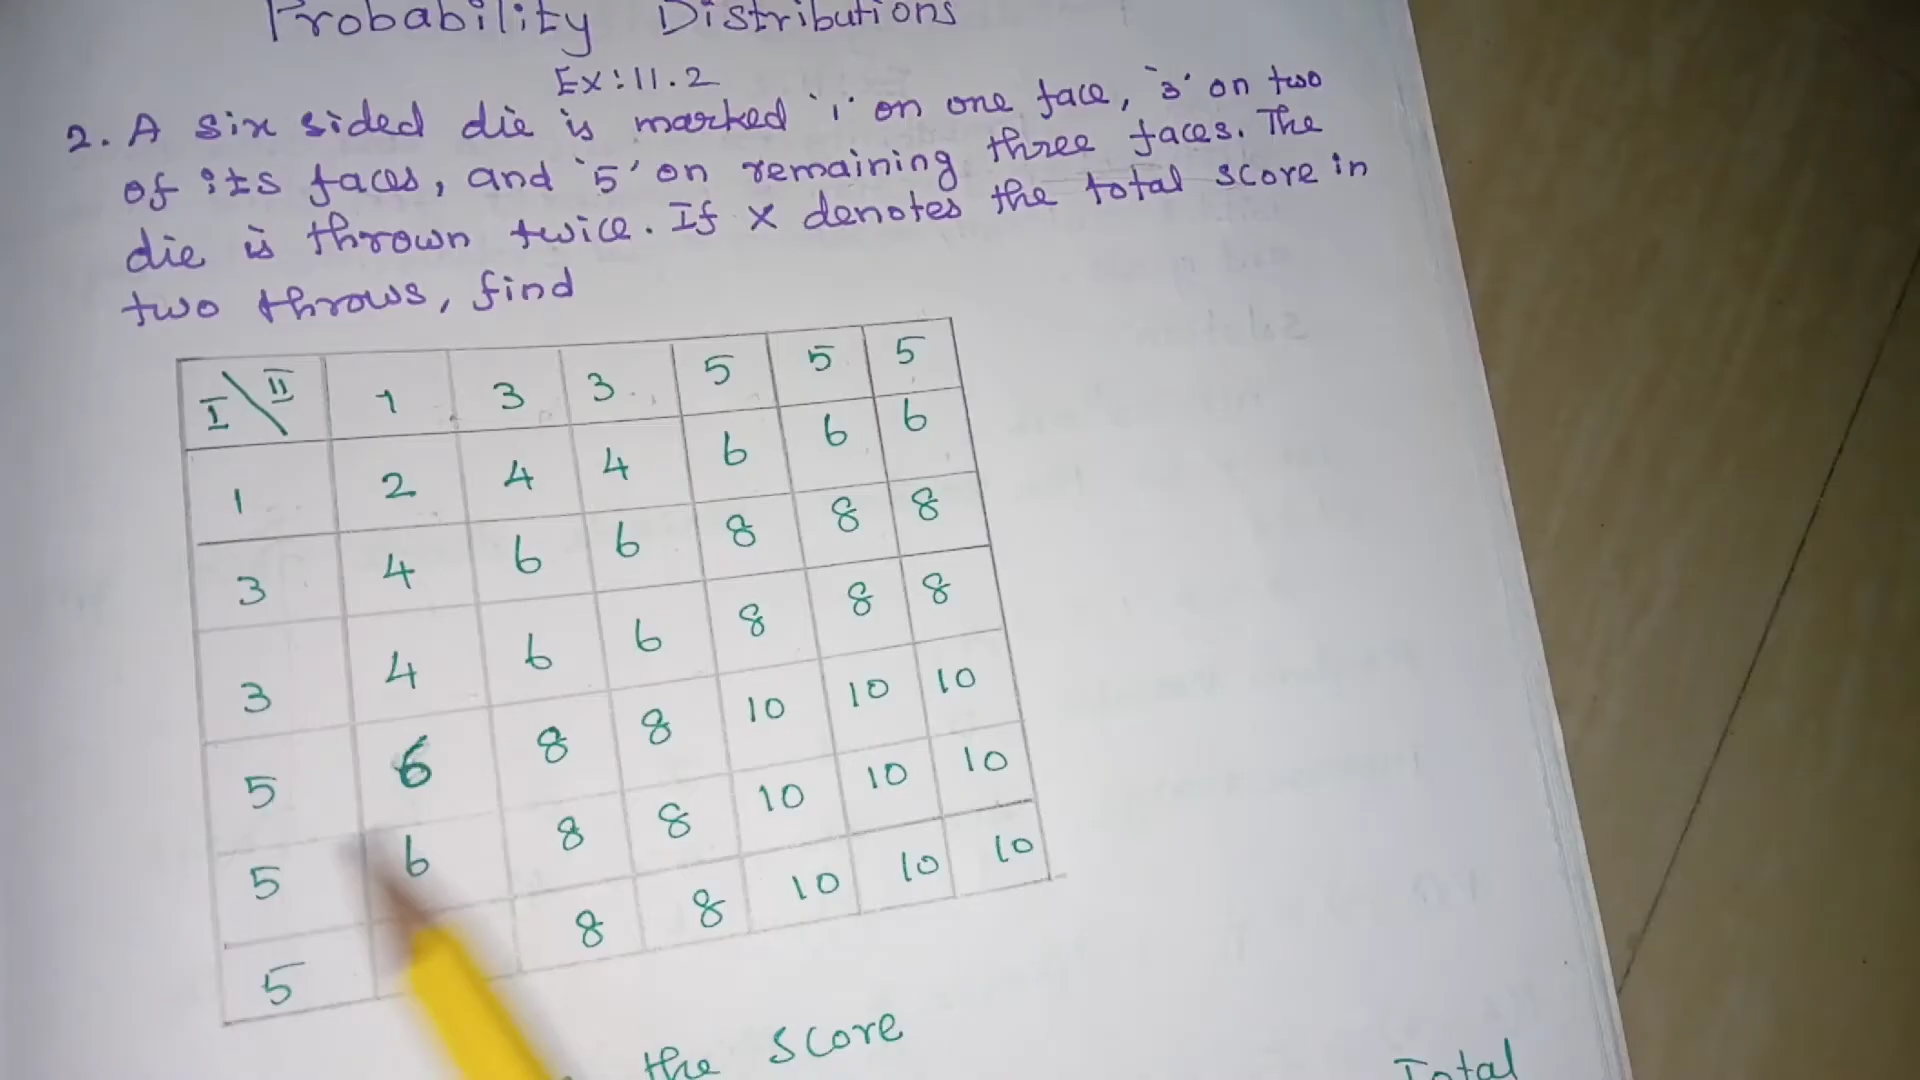 Probability Distributions
Ex:11.2
2. A six sided die is marked '1' on one face, '3' on two
of its faces, and '5' on remaining three faces. The
die is thrown twice. If X denotes the total score in
two throws, find
I \ II 1 3 3 5 5 5
1 2 4 4 6 6 6
3 4 6 6 8 8 8
3 4 6 6 8 8 8
5 6 8 8 10 10 10
5 6 8 8 10 10 10
5 8 8 10 10 10
the score
Total